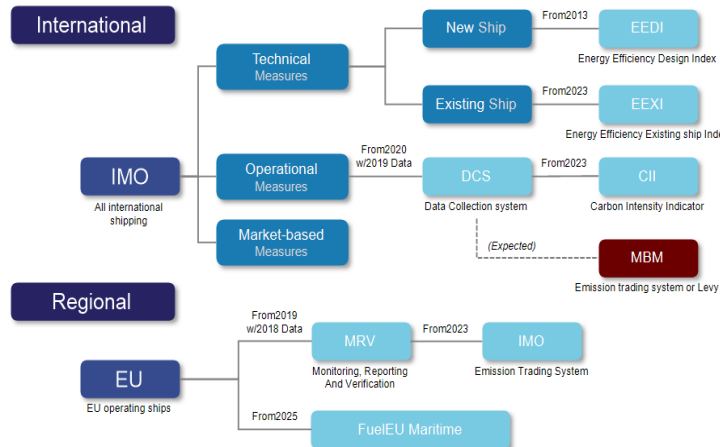 International
New Ship
From2013
EEDI
Energy Efficiency Design Index
Technical
Measures
Existing Ship
From2023
EEXI
Energy Efficiency Existing ship Inde
IMO
All international
shipping
Operational
Measures
From2020
w/2019 Data
DCS
Data Collection system
From2023
CII
Carbon Intensity Indicator
Market-based
Measures
(Expected)
MBM
Emission trading system or Levy
Regional
EU
EU operating ships
From2019
w/2018 Data
MRV
Monitoring, Reporting
And Verification
From2023
IMO
Emission Trading System
From2025
FuelEU Maritime